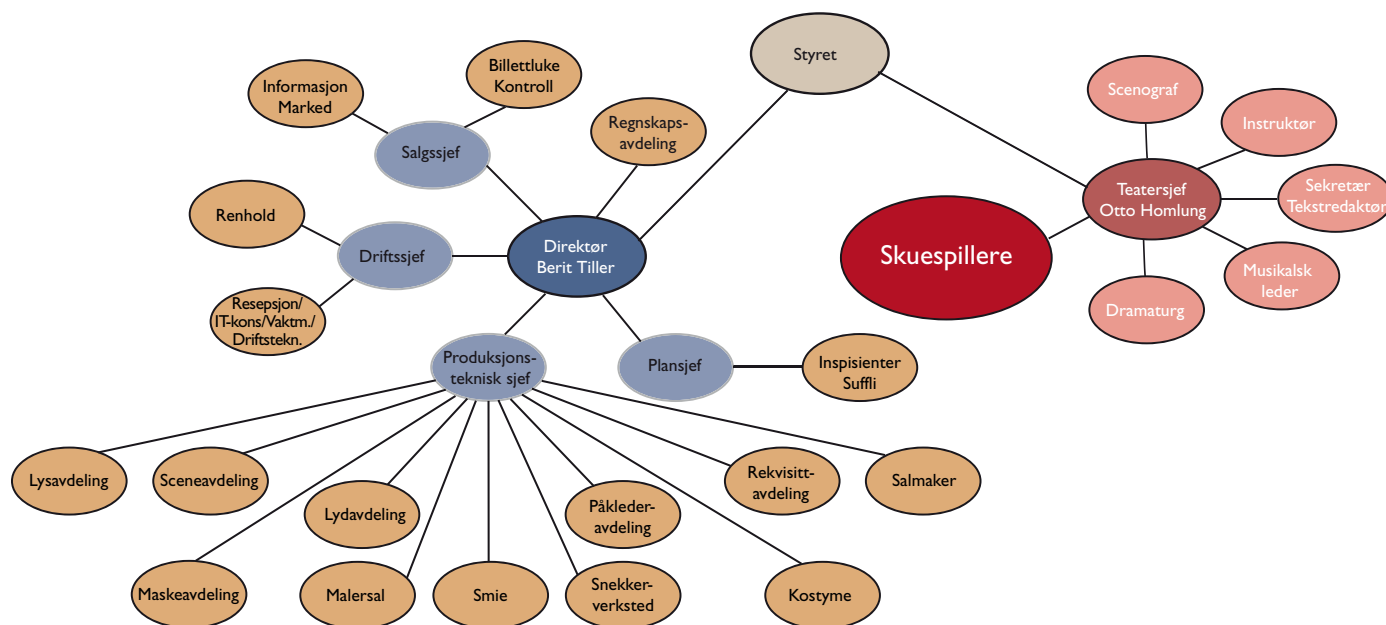 Styret
Billettluke
Kontroll
Informasjon
Marked
Scenograf
Instruktør
Regnskaps-
avdeling
Salgssjef
Teatersjef
Otto Homlung
Sekretær
Tekstredaktør
Renhold
Driftssjef
Direktør
Berit Tiller
Skuespillere
Musikalsk
leder
Dramaturg
Resepsjon/
IT-kons/Vaktm./
Driftstekn.
Produksjons-
teknisk sjef
Plansjef
Inspisienter
Suffli
Lysavdeling
Sceneavdeling
Lydavdeling
Påkleder-
avdeling
Rekvisitt-
avdeling
Salmaker
Maskeavdeling
Malersal
Smie
Snekker-
verksted
Kostyme